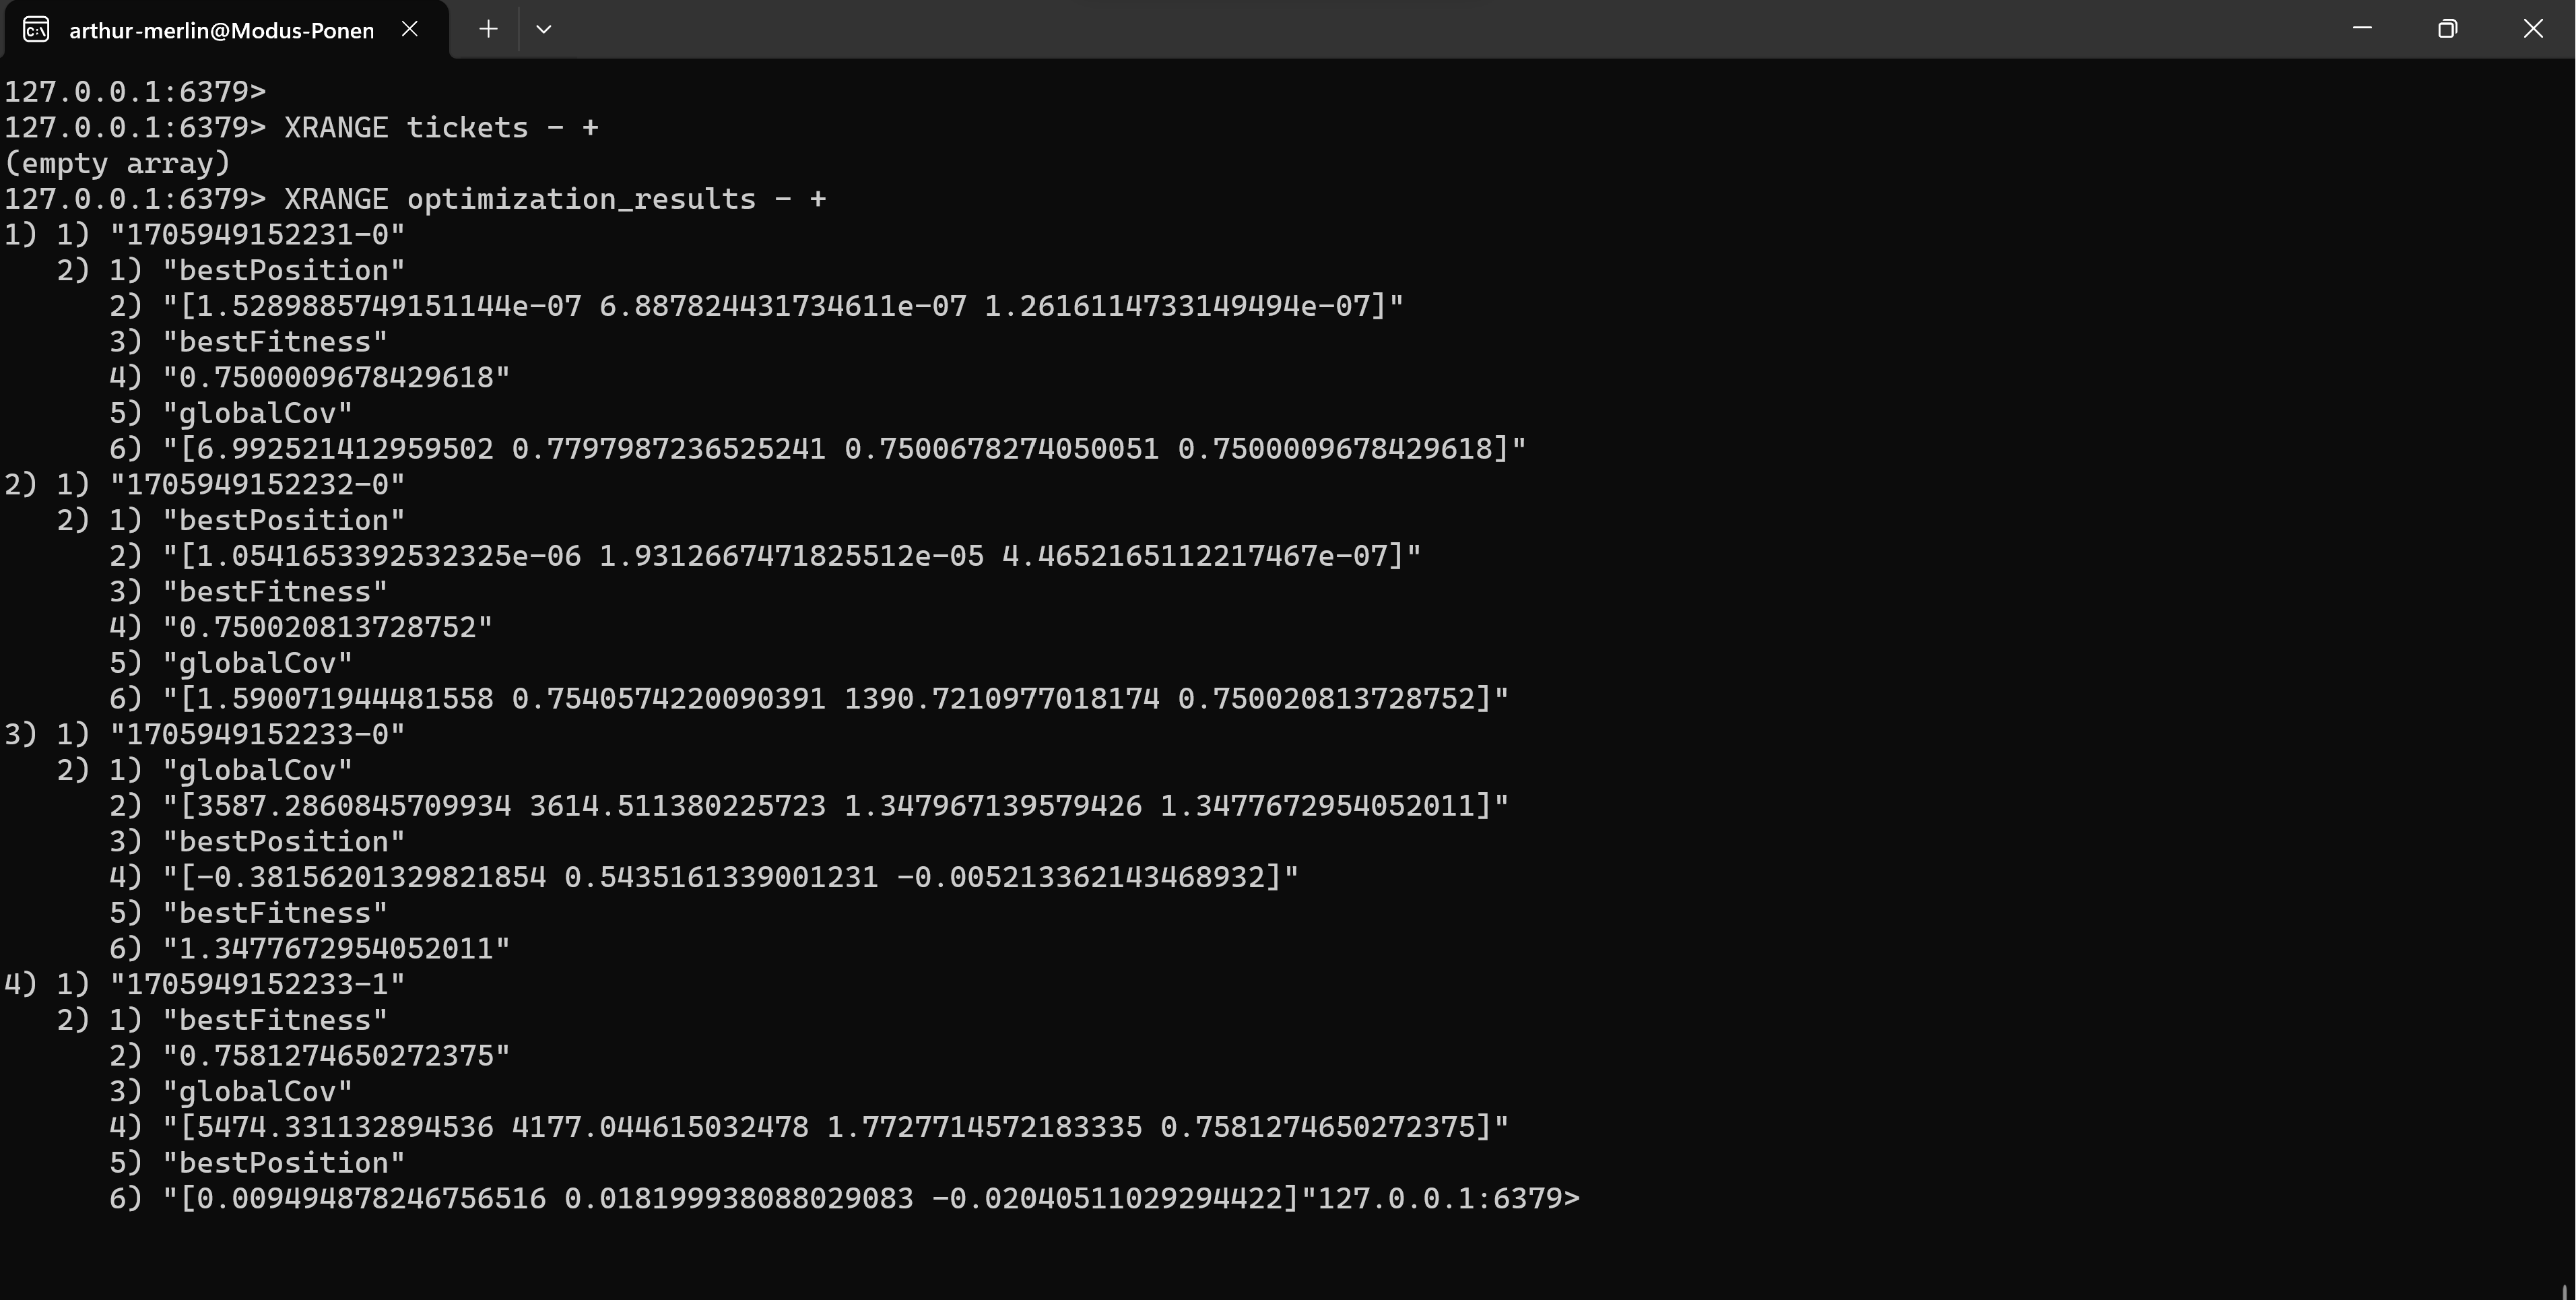 arthur-merlin@Modus-Ponen
127.0.0.1:6379>
127.0.0.1:6379> XRANGE tickets - +
(empty array)
127.0.0.1:6379> XRANGE optimization_results - +
1) 1) "1705949152231-0"
   2) 1) "bestPosition"
      2) "[1.5289885749151144e-07 6.887824431734611e-07 1.2616114733149494e-07]"
      3) "bestFitness"
      4) "0.7500009678429618"
      5) "globalCov"
      6) "[6.992521412959502 0.7797987236525241 0.7500678274050051 0.7500009678429618]"
2) 1) "1705949152232-0"
   2) 1) "bestPosition"
      2) "[1.0541653392532325e-06 1.9312667471825512e-05 4.4652165112217467e-07]"
      3) "bestFitness"
      4) "0.750020813728752"
      5) "globalCov"
      6) "[1.590071944481558 0.7540574220090391 1390.7210977018174 0.750020813728752]"
3) 1) "1705949152233-0"
   2) 1) "globalCov"
      2) "[3587.2860845709934 3614.511380225723 1.347967139579426 1.3477672954052011]"
      3) "bestPosition"
      4) "[-0.38156201329821854 0.5435161339001231 -0.005213362143468932]"
      5) "bestFitness"
      6) "1.3477672954052011"
4) 1) "1705949152233-1"
   2) 1) "bestFitness"
      2) "0.7581274650272375"
      3) "globalCov"
      4) "[5474.331132894536 4177.044615032478 1.7727714572183335 0.7581274650272375]"
      5) "bestPosition"
      6) "[0.009494878246756516 0.018199938088029083 -0.02040511029294422]"127.0.0.1:6379>